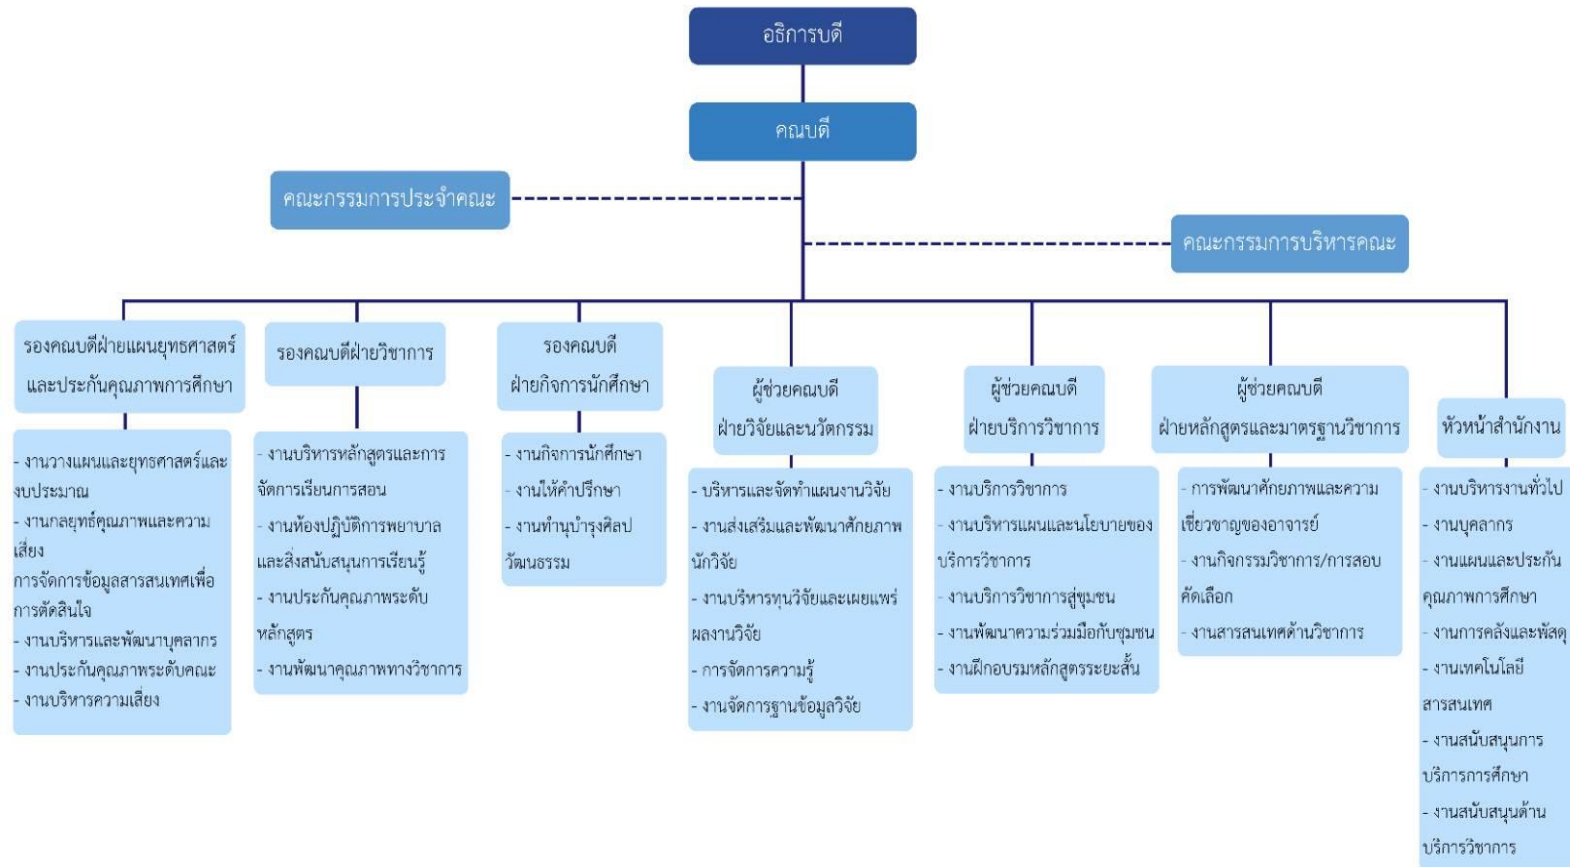 อธิการบดี
คณบดี
คณะกรรมการประจำคณะ
คณะกรรมการบริหารคณะ
รองคณบดีฝ่ายแผนยุทธศาสตร์
และประกันคุณภาพการศึกษา
- งานวางแผนและยุทธศาสตร์และ
งบประมาณ
- งานกลยุทธ์คุณภาพและความ
เสี่ยง
การจัดการข้อมูลสารสนเทศเพื่อ
การตัดสินใจ
- งานบริหารและพัฒนาบุคลากร
- งานประกันคุณภาพระดับคณะ
- งานบริหารความเสี่ยง
รองคณบดีฝ่ายวิชาการ
- งานบริหารหลักสูตรและการ
จัดการเรียนการสอน
- งานห้องปฏิบัติการพยาบาล
และสิ่งสนับสนุนการเรียนรู้
- งานประกันคุณภาพระดับ
หลักสูตร
- งานพัฒนาคุณภาพทางวิชาการ
รองคณบดี
ฝ่ายกิจการนักศึกษา
- งานกิจการนักศึกษา
- งานให้คำปรึกษา
- งานทำนุบำรุงศิลป
วัฒนธรรม
ผู้ช่วยคณบดี
ฝ่ายวิจัยและนวัตกรรม
- บริหารและจัดทำแผนงานวิจัย
- งานส่งเสริมและพัฒนาศักยภาพ
นักวิจัย
- งานบริหารทุนวิจัยและเผยแพร่
ผลงานวิจัย
- การจัดการความรู้
- งานจัดการฐานข้อมูลวิจัย
ผู้ช่วยคณบดี
ฝ่ายบริการวิชาการ
- งานบริการวิชาการ
- งานบริหารแผนและนโยบายของ
บริการวิชาการ
- งานบริการวิชาการสู่ชุมชน
- งานพัฒนาความร่วมมือกับชุมชน
- งานฝึกอบรมหลักสูตรระยะสั้น
ผู้ช่วยคณบดี
ฝ่ายหลักสูตรและมาตรฐานวิชาการ
- การพัฒนาศักยภาพและความ
เชี่ยวชาญของอาจารย์
- งานกิจกรรมวิชาการ/การสอบ
คัดเลือก
- งานสารสนเทศด้านวิชาการ
หัวหน้าสำนักงาน
- งานบริหารงานทั่วไป
- งานบุคลากร
- งานแผนและประกัน
คุณภาพการศึกษา
- งานการคลังและพัสดุ
- งานเทคโนโลยี
สารสนเทศ
- งานสนับสนุนการ
บริการการศึกษา
- งานสนับสนุนด้าน
บริการวิชาการ